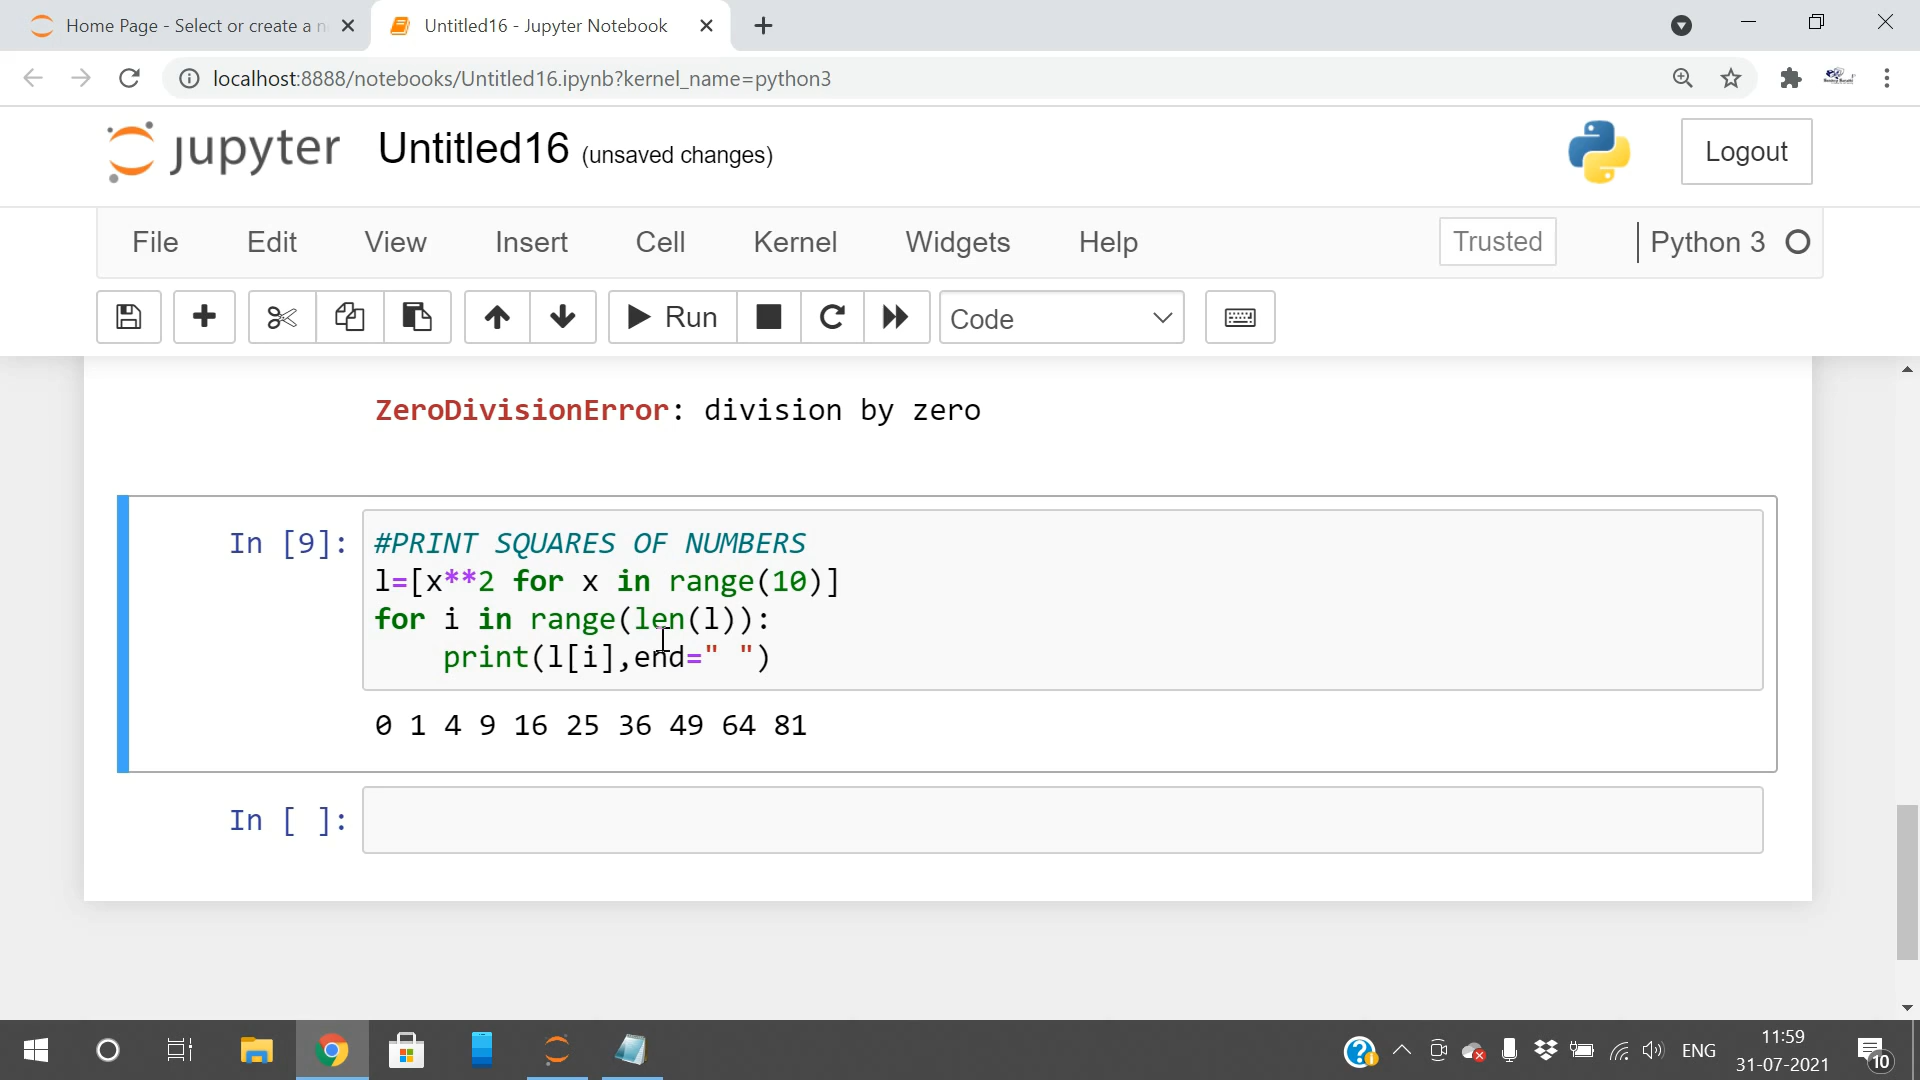 Home Page - Select or create a n
Untitled16 - Jupyter Notebook
localhost:8888/notebooks/Untitled16.ipynb?kernel_name=python3
jupyter Untitled16 (unsaved changes)
Logout
File Edit View Insert Cell Kernel Widgets Help Trusted Python 3
Run Code
ZeroDivisionError: division by zero
In [9]: #PRINT SQUARES OF NUMBERS
l=[x**2 for x in range(10)]
for i in range(len(l)):
    print(l[i],end=" ")
0 1 4 9 16 25 36 49 64 81
In [ ]:
ENG
11:59
31-07-2021
10